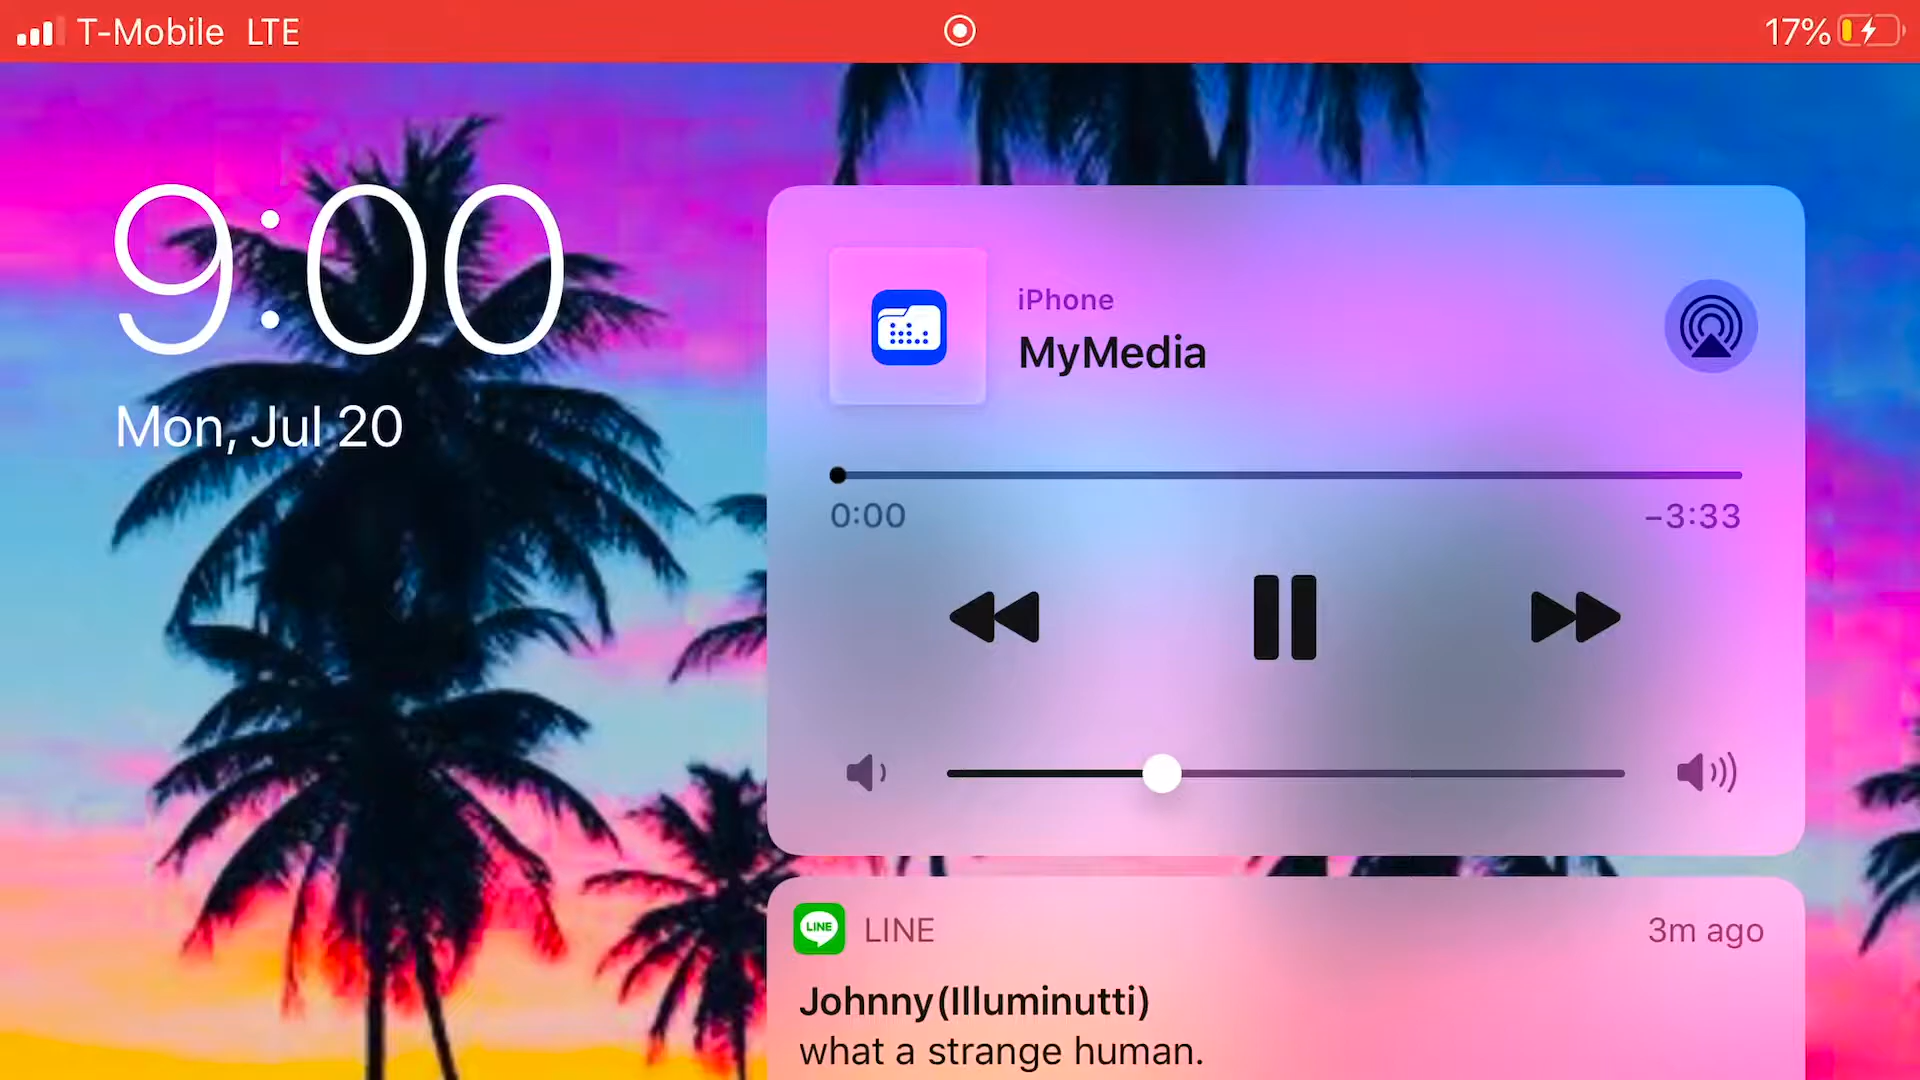 T-Mobile LTE 17%
9:00
Mon, Jul 20
iPhone
MyMedia
0:00 –3:33
LINE LINE 3m ago
Johnny(Illuminutti)
what a strange human.